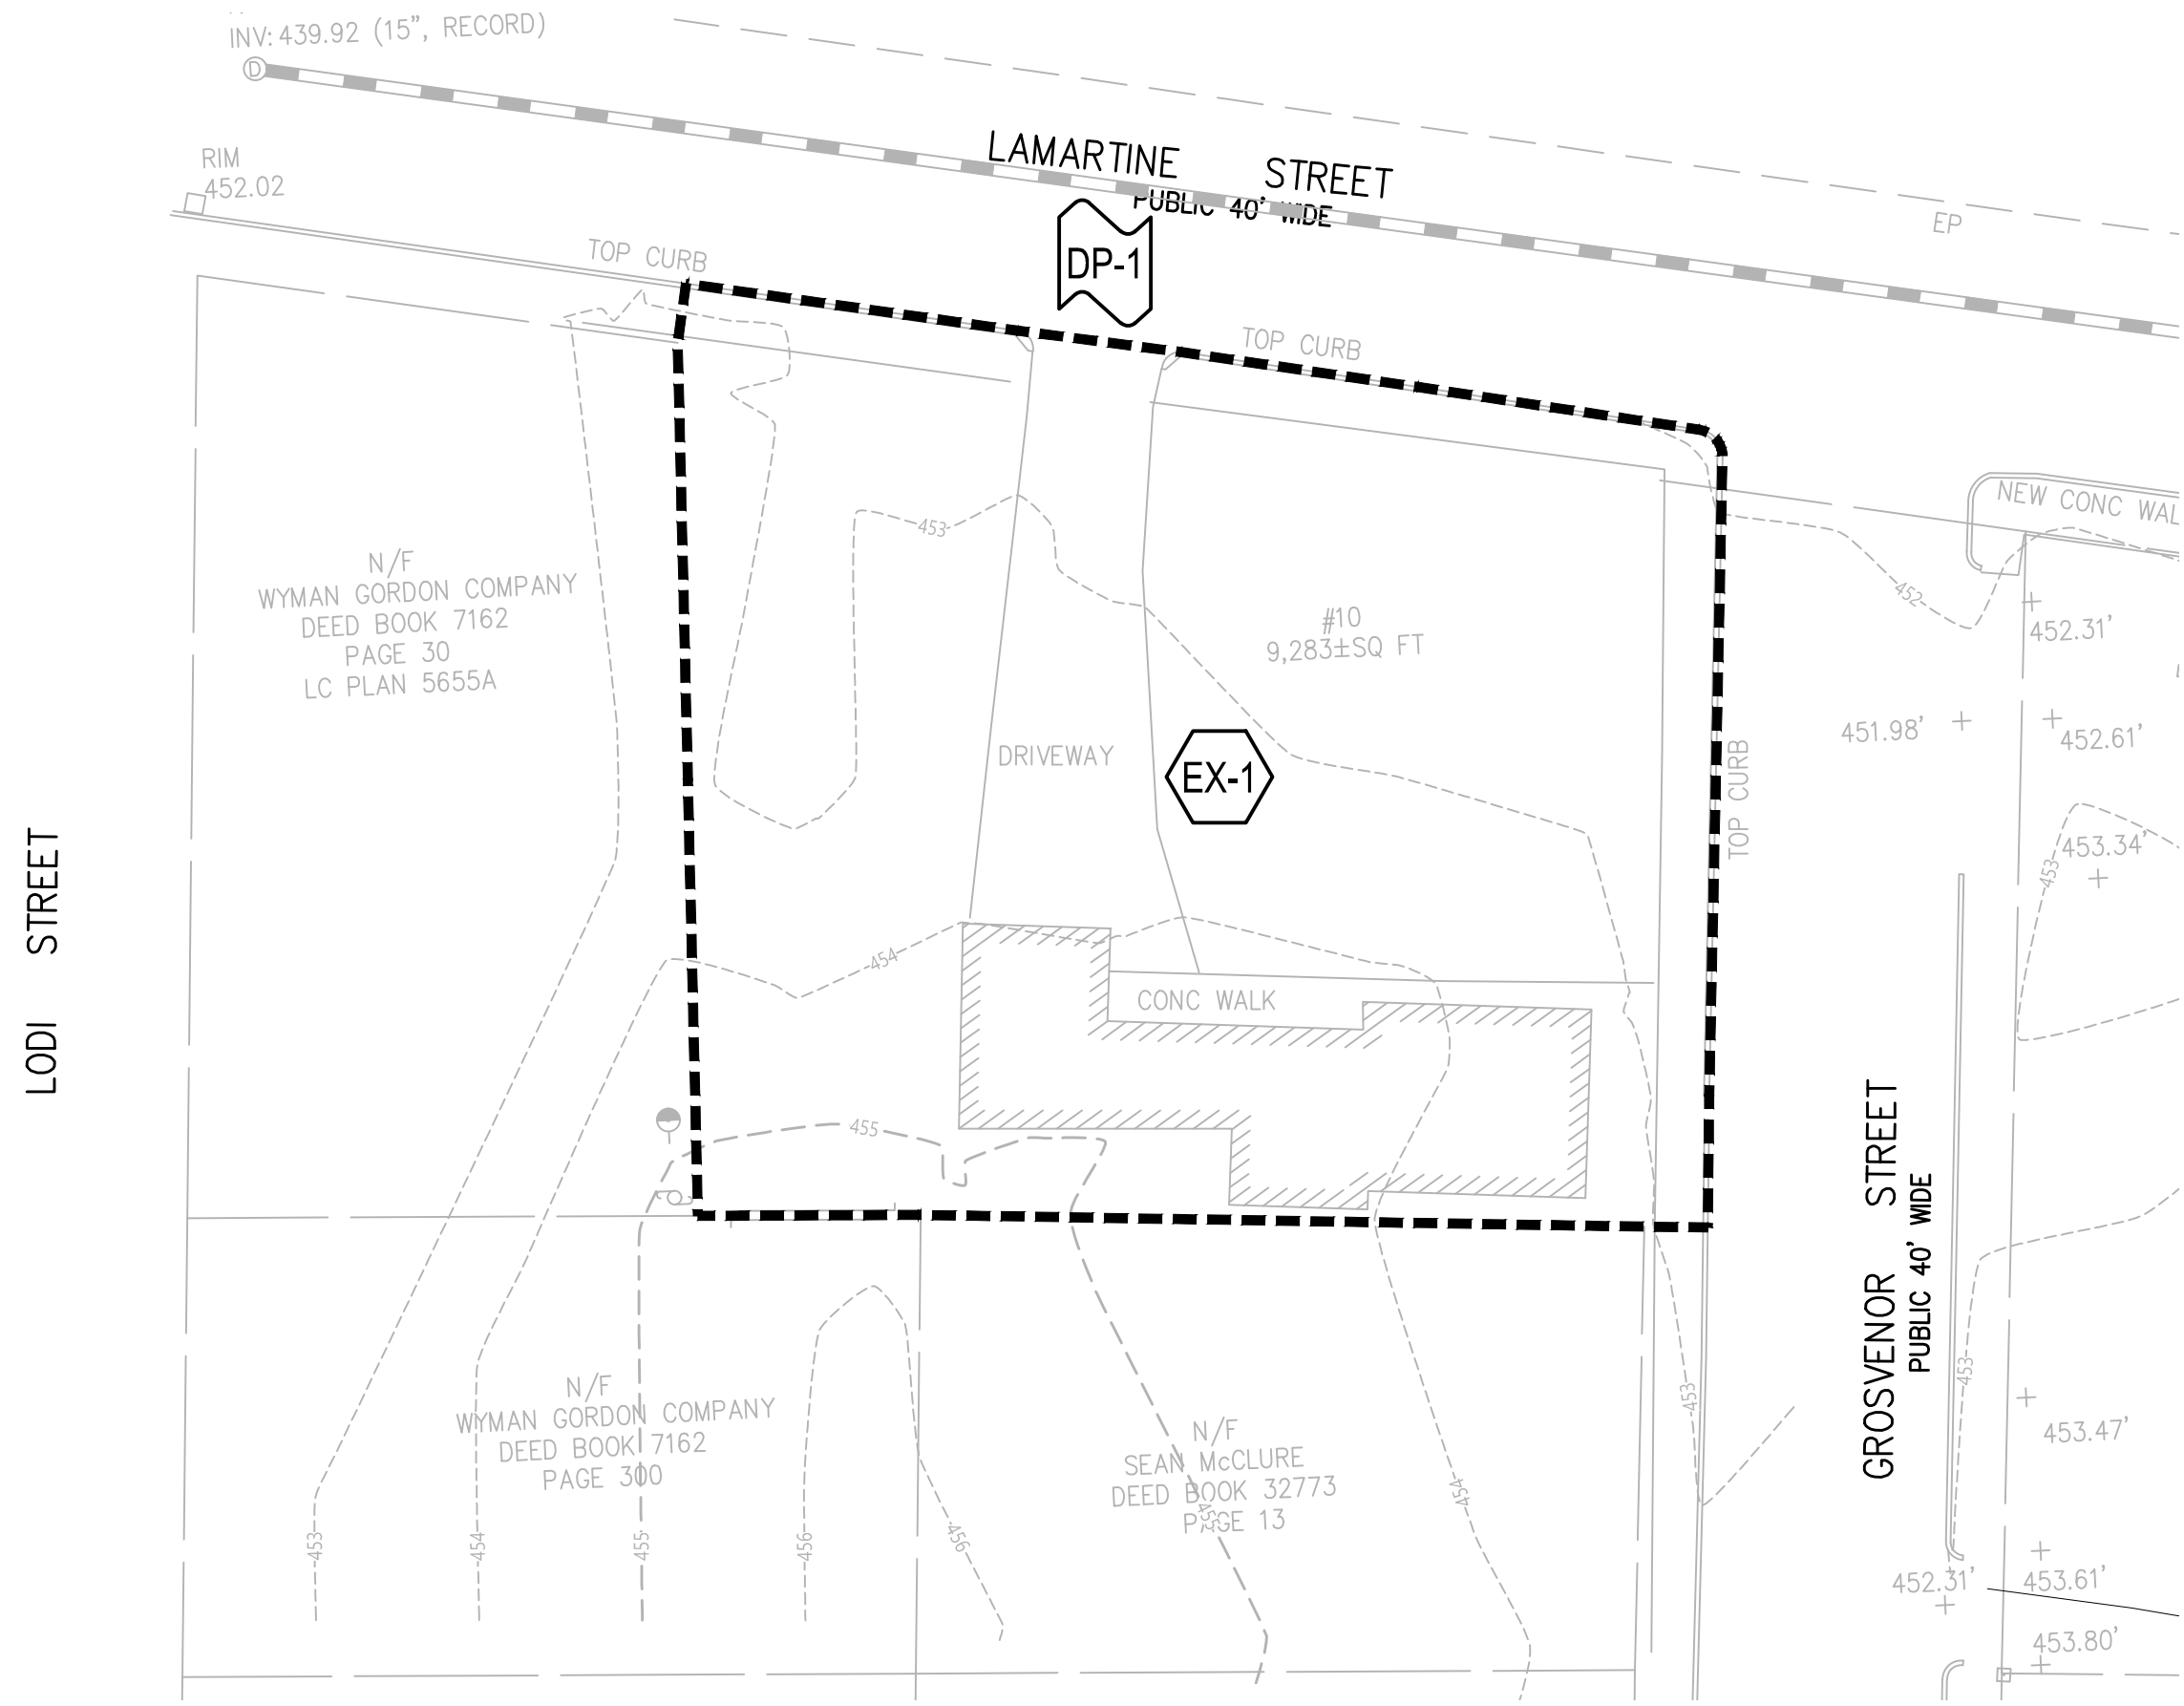 INV: 439.92 (15", RECORD)
D
RIM
452.02
LAMARTINE STREET
PUBLIC 40' WIDE
DP-1
EP
TOP CURB
TOP CURB
NEW CONC WAL
453
452
N/F
WYMAN GORDON COMPANY
DEED BOOK 7162
PAGE 30
LC PLAN 5655A
#10
9,283±SQ FT
452.31'
451.98'
452.61'
DRIVEWAY
EX-1
TOP CURB
453.34'
453
LODI STREET
454
CONC WALK
455
GROSVENOR STREET
PUBLIC 40' WIDE
N/F
WYMAN GORDON COMPANY
DEED BOOK 7162
PAGE 300
N/F
SEAN McCLURE
DEED BOOK 32773
PAGE 13
453
453
453.47'
454
455
453
454
455
456
456
452.31'
453.61'
453.80'